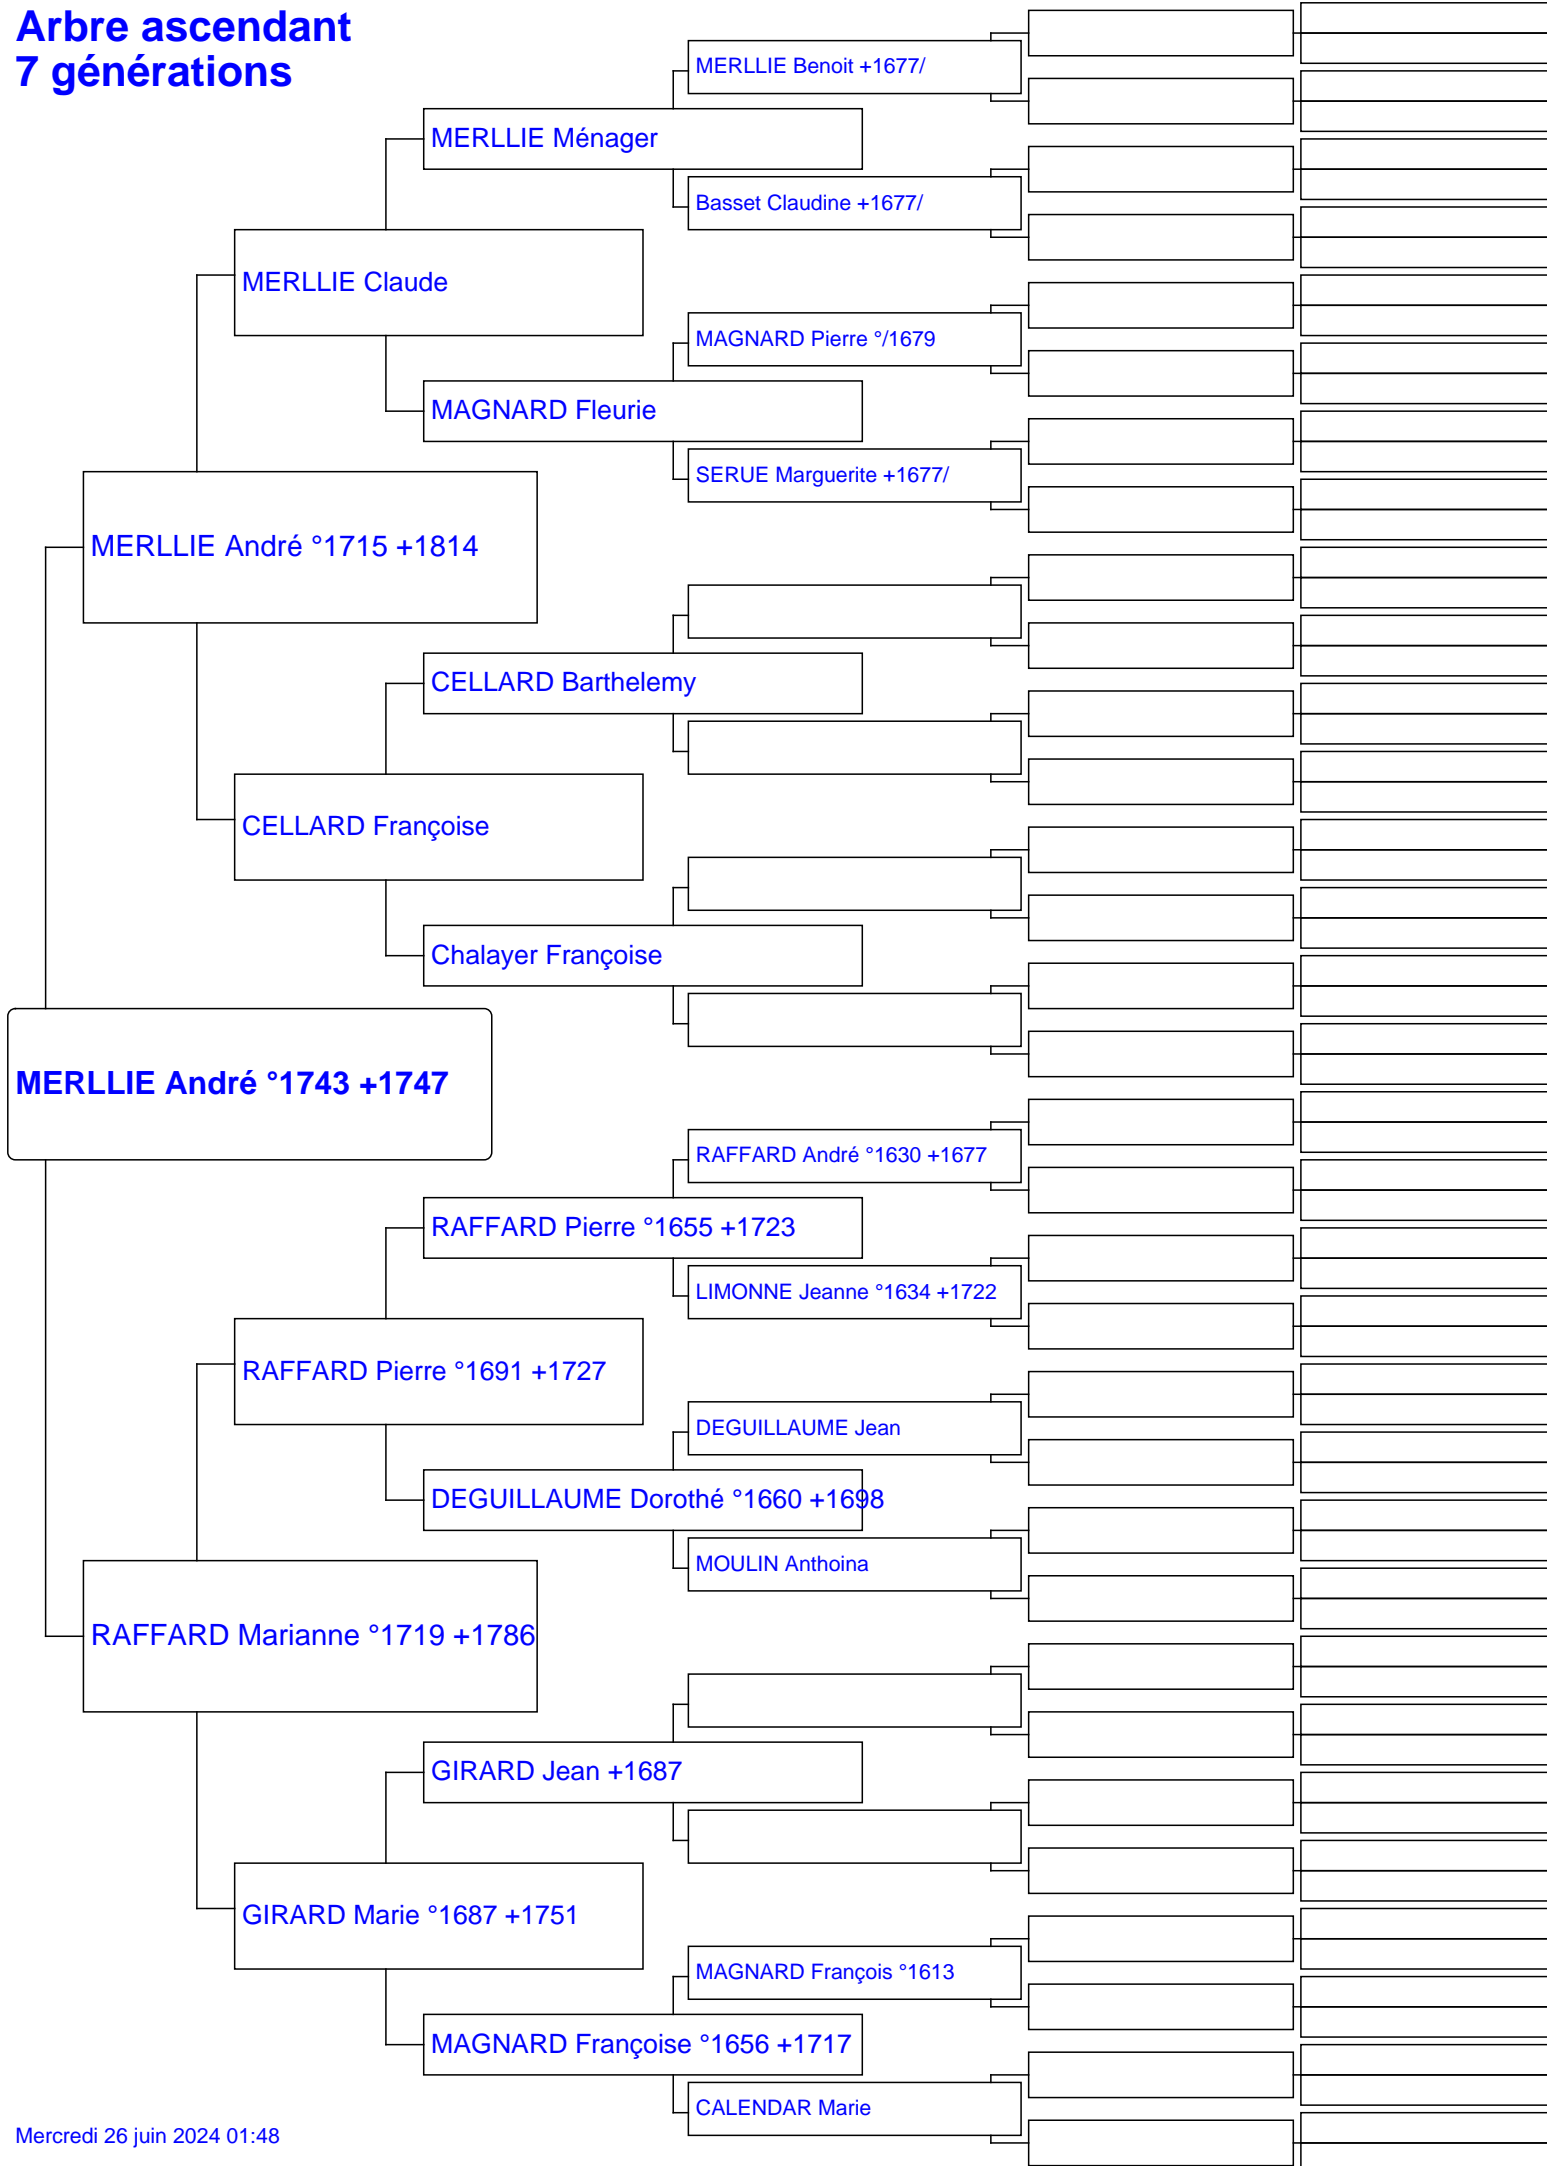 Arbre ascendant
7 générations
MERLLIE Benoit +1677/
MERLLIE Ménager
Basset Claudine +1677/
MERLLIE Claude
MAGNARD Pierre °/1679
MAGNARD Fleurie
SERUE Marguerite +1677/
MERLLIE André °1715 +1814
CELLARD Barthelemy
CELLARD Françoise
Chalayer Françoise
MERLLIE André °1743 +1747
RAFFARD André °1630 +1677
RAFFARD Pierre °1655 +1723
LIMONNE Jeanne °1634 +1722
RAFFARD Pierre °1691 +1727
DEGUILLAUME Jean
DEGUILLAUME Dorothé °1660 +1698
MOULIN Anthoina
RAFFARD Marianne °1719 +1786
GIRARD Jean +1687
GIRARD Marie °1687 +1751
MAGNARD François °1613
MAGNARD Françoise °1656 +1717
CALENDAR Marie
Mercredi 26 juin 2024 01:48